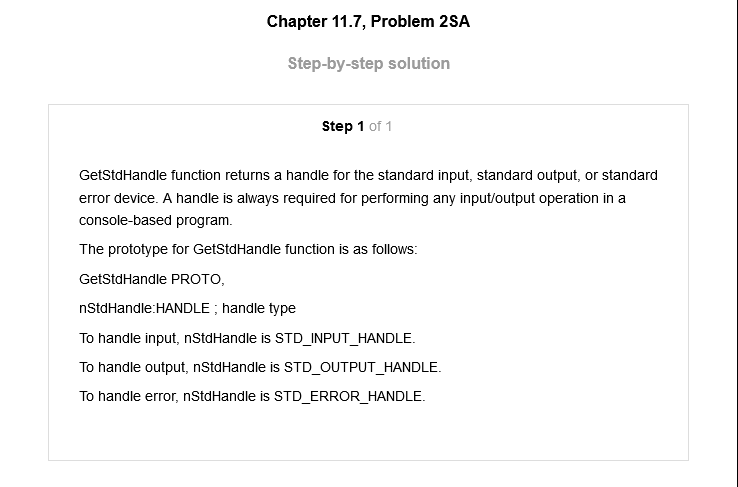 Chapter 11.7, Problem 2SA
Step-by-step solution
Step 1 of 1
GetStdHandle function returns a handle for the standard input, standard output, or standard
error device. A handle is always required for performing any input/output operation in a
console-based program.
The prototype for GetStdHandle function is as follows:
GetStdHandle PROTO,
nStdHandle:HANDLE ; handle type
To handle input, nStdHandle is STD_INPUT_HANDLE.
To handle output, nStdHandle is STD_OUTPUT_HANDLE.
To handle error, nStdHandle is STD_ERROR_HANDLE.